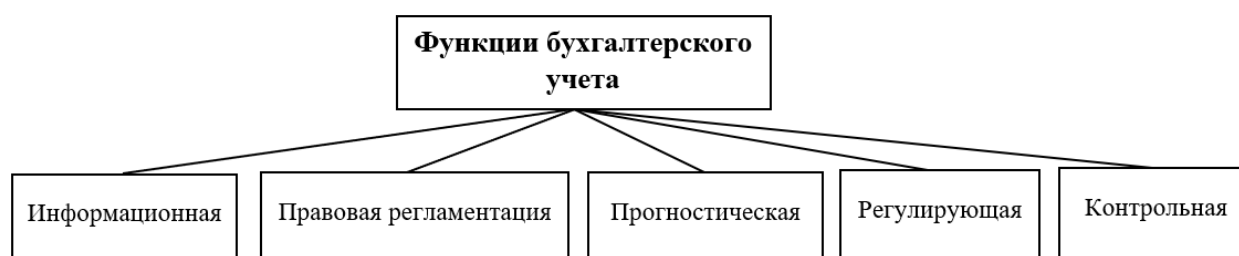 Функции бухгалтерского
учета
Информационная
Правовая регламентация
Прогностическая
Регулирующая
Контрольная